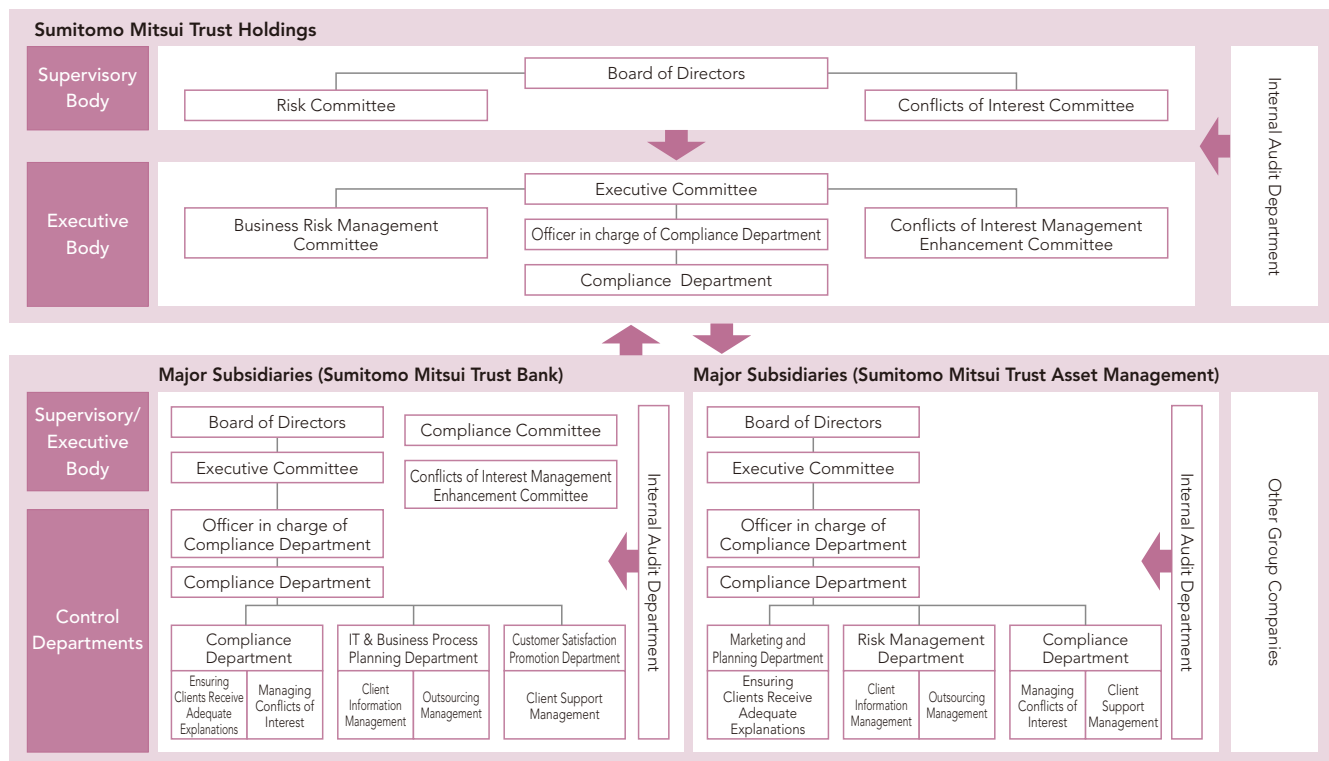 Sumitomo Mitsui Trust Holdings
Supervisory
Body
Board of Directors
Risk Committee
Conflicts of Interest Committee
Internal Audit Department
Executive
Body
Executive Committee
Business Risk Management
Committee
Officer in charge of Compliance Department
Conflicts of Interest Management
Enhancement Committee
Compliance Department
Major Subsidiaries (Sumitomo Mitsui Trust Bank)
Major Subsidiaries (Sumitomo Mitsui Trust Asset Management)
Supervisory/
Executive
Body
Control
Departments
Board of Directors
Executive Committee
Compliance Committee
Conflicts of Interest Management
Enhancement Committee
Officer in charge of
Compliance Department
Compliance Department
Compliance
Department
Ensuring
Clients Receive
Adequate
Explanations
Managing
Conflicts of
Interest
IT & Business Process
Planning Department
Client
Information
Management
Outsourcing
Management
Customer Satisfaction
Promotion Department
Client Support
Management
Internal Audit Department
Board of Directors
Executive Committee
Officer in charge of
Compliance Department
Compliance Department
Marketing and
Planning Department
Ensuring
Clients Receive
Adequate
Explanations
Risk Management
Department
Client
Information
Management
Outsourcing
Management
Compliance
Department
Managing
Conflicts of
Interest
Client
Support
Management
Internal Audit Department
Other Group Companies